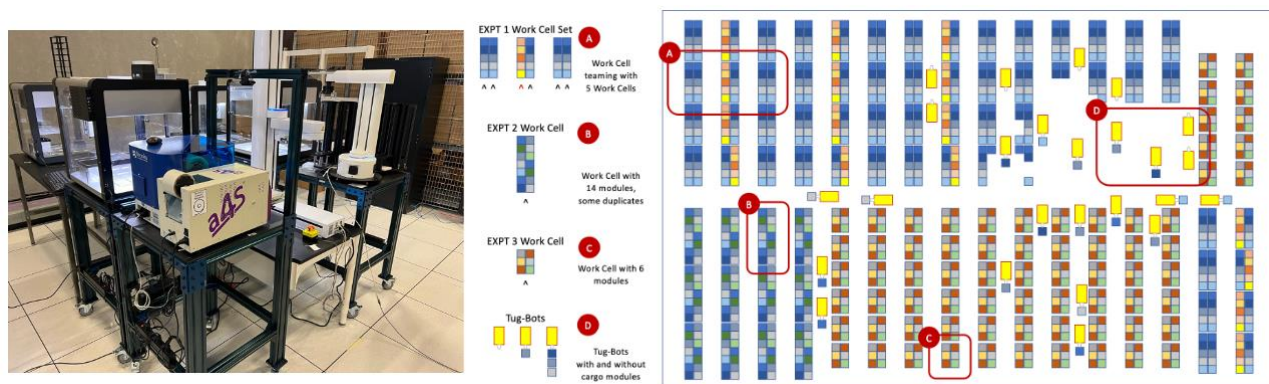 EXPT 1 Work Cell Set
A
Work Cell
teaming with
5 Work Cells
^ ^ ^ ^ ^ ^
EXPT 2 Work Cell
B
Work Cell with
14 modules,
some duplicates
^
EXPT 3 Work Cell
C
Work Cell with 6
modules
^
Tug-Bots
D
Tug-Bots
with and without
cargo modules
A
D
B
C
a4s